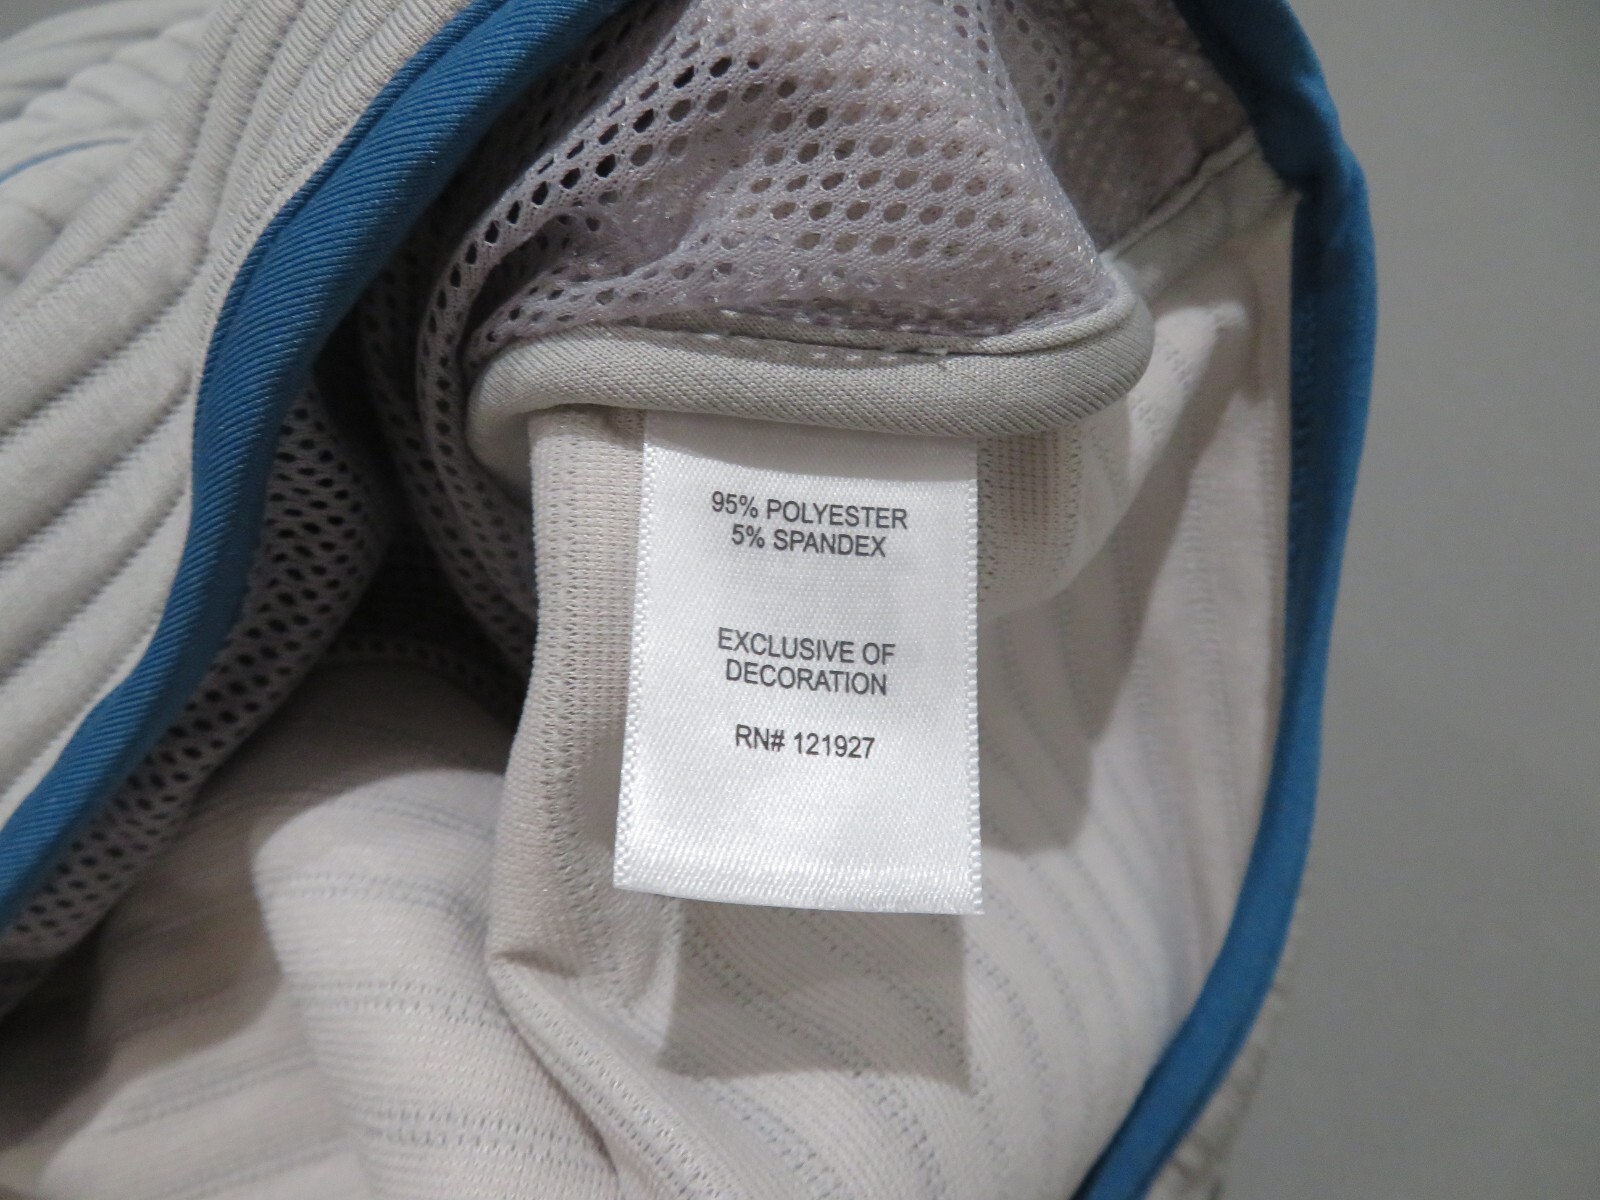 95% POLYESTER
5% SPANDEX
EXCLUSIVE OF
DECORATION
RN# 121927